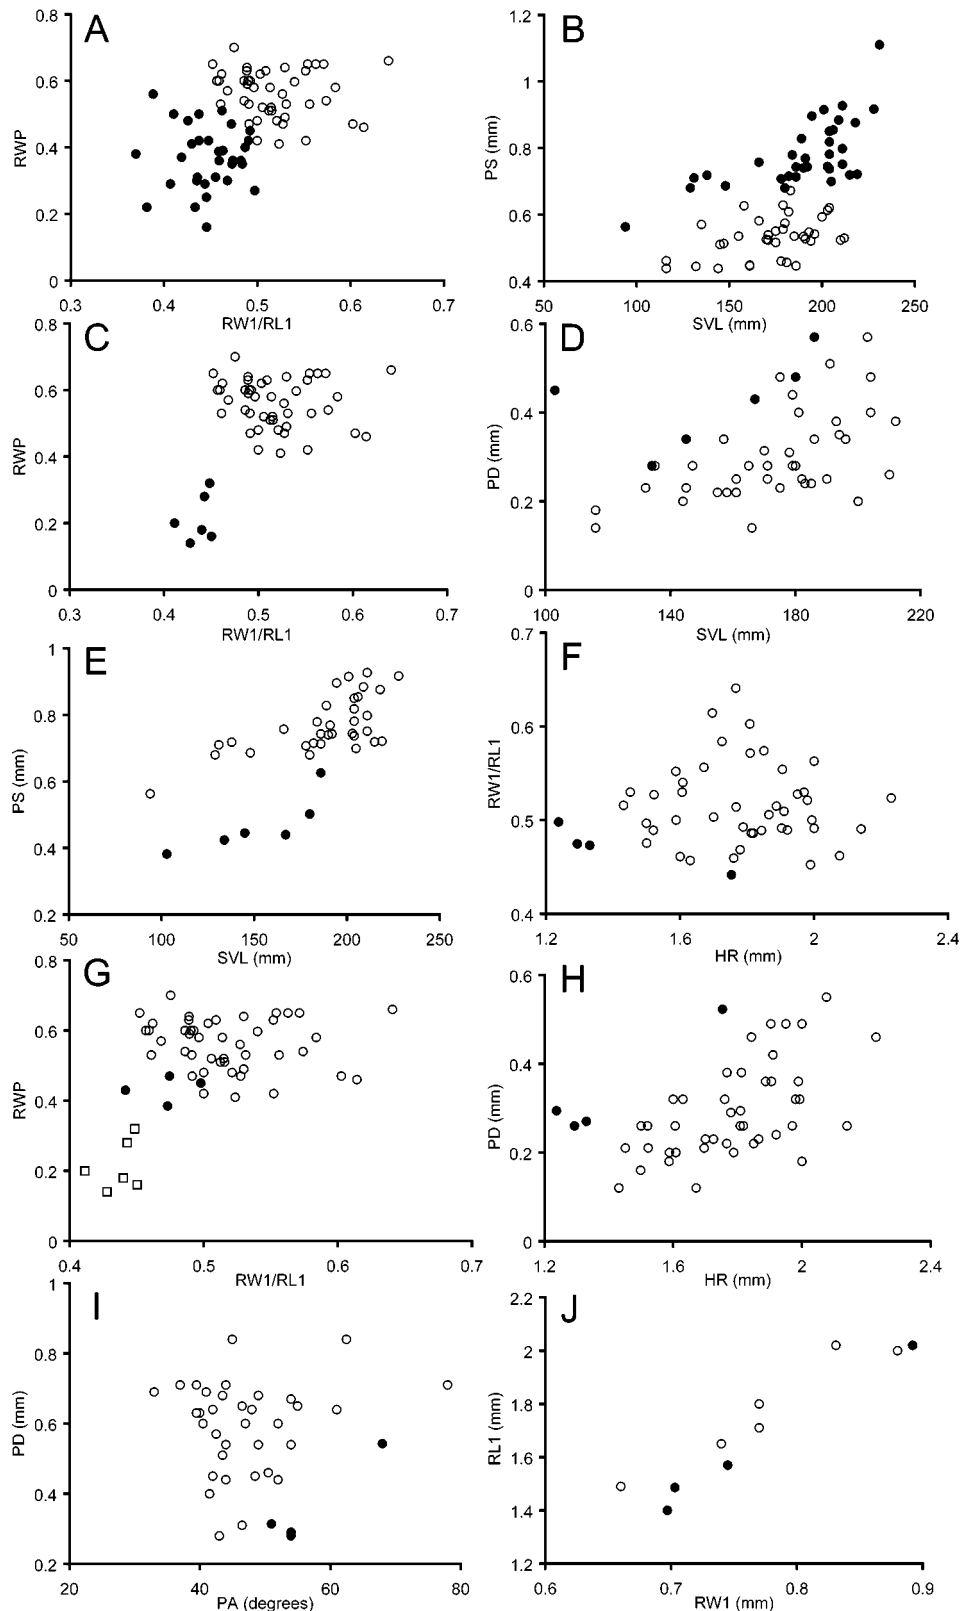 A
0.8
0.6
0.4
0.2
0
RWP
0.3 0.4 0.5 0.6 0.7
RW1/RL1
B
1.2
1
0.8
0.6
0.4
PS (mm)
50 100 150 200 250
SVL (mm)
C
0.8
0.6
0.4
0.2
0
RWP
0.3 0.4 0.5 0.6 0.7
RW1/RL1
D
0.6
0.4
0.2
0
PD (mm)
100 140 180 220
SVL (mm)
E
1
0.8
0.6
0.4
0.2
PS (mm)
50 100 150 200 250
SVL (mm)
F
0.7
0.6
0.5
0.4
RW1/RL1
1.2 1.6 2 2.4
HR (mm)
G
0.8
0.6
0.4
0.2
0
RWP
0.4 0.5 0.6 0.7
RW1/RL1
H
0.6
0.4
0.2
0
PD (mm)
1.2 1.6 2 2.4
HR (mm)
I
1
0.8
0.6
0.4
0.2
PD (mm)
20 40 60 80
PA (degrees)
J
2.2
2
1.8
1.6
1.4
1.2
RL1 (mm)
0.6 0.7 0.8 0.9
RW1 (mm)